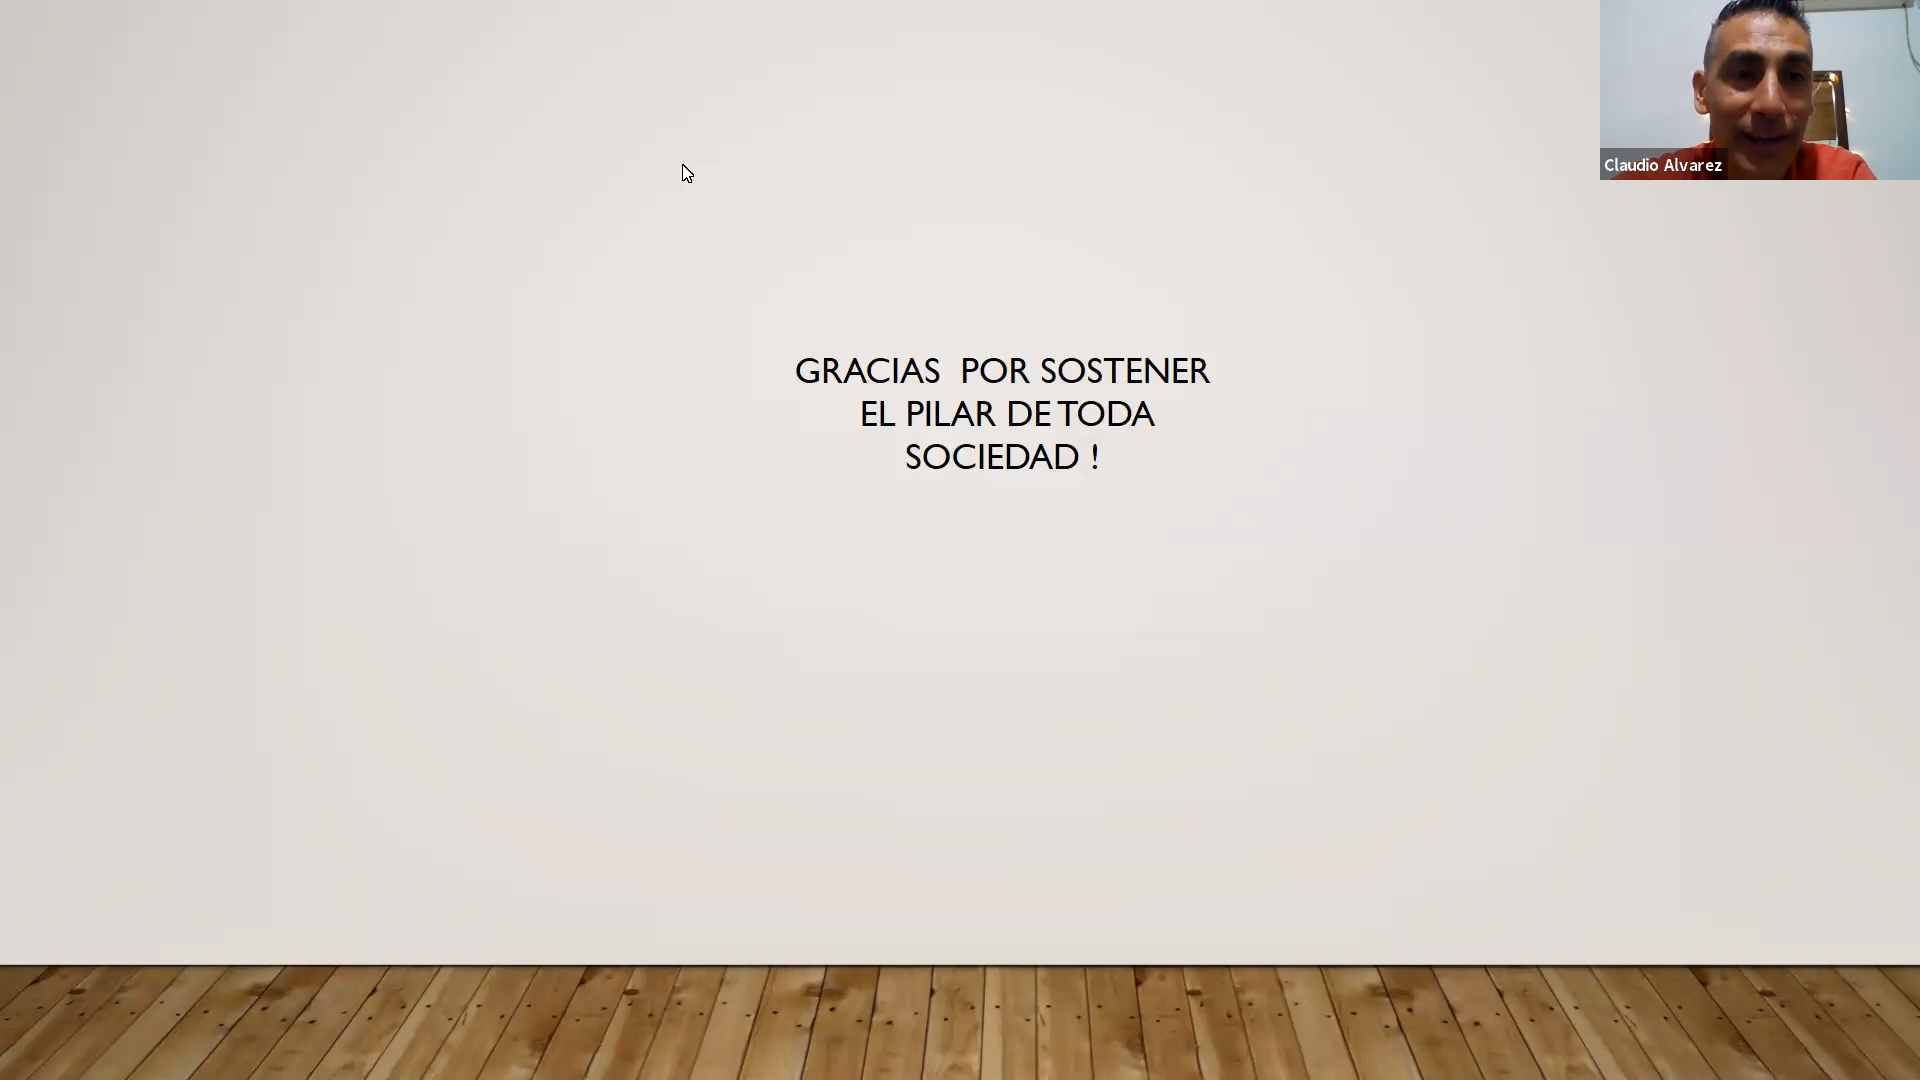 Claudio Alvarez
GRACIAS POR SOSTENER
EL PILAR DE TODA
SOCIEDAD !